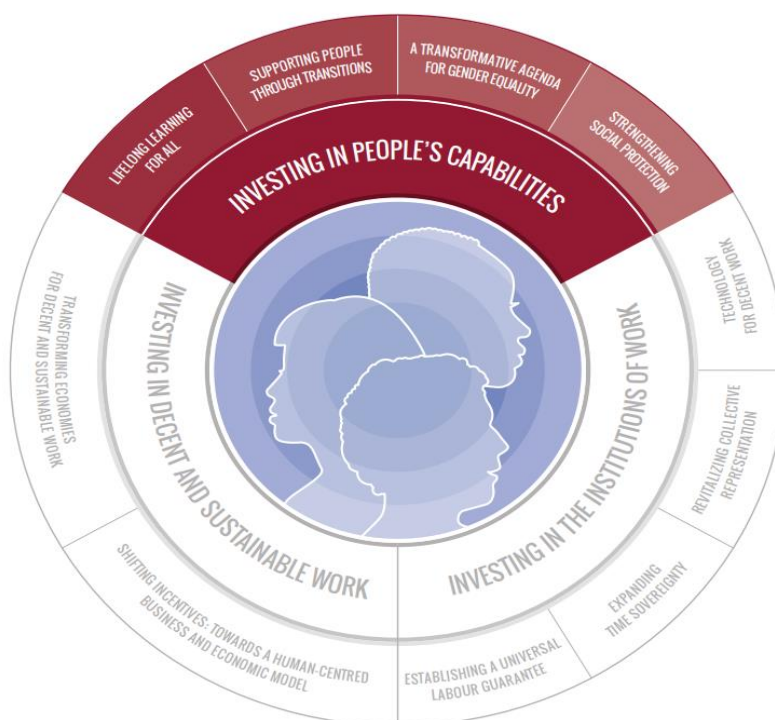 SUPPORTING PEOPLE
THROUGH TRANSITIONS
A TRANSFORMATIVE AGENDA
FOR GENDER EQUALITY
LIFELONG LEARNING
FOR ALL
STRENGTHENING
SOCIAL PROTECTION
INVESTING IN PEOPLE'S CAPABILITIES
TECHNOLOGY
FOR DECENT WORK
TRANSFORMING ECONOMIES
FOR DECENT AND SUSTAINABLE WORK
INVESTING IN DECENT AND SUSTAINABLE WORK
INVESTING IN THE INSTITUTIONS OF WORK
REVITALIZING COLLECTIVE
REPRESENTATION
EXPANDING
TIME SOVEREIGNTY
SHIFTING INCENTIVES: TOWARDS A HUMAN-CENTRED
BUSINESS AND ECONOMIC MODEL
ESTABLISHING A UNIVERSAL
LABOUR GUARANTEE